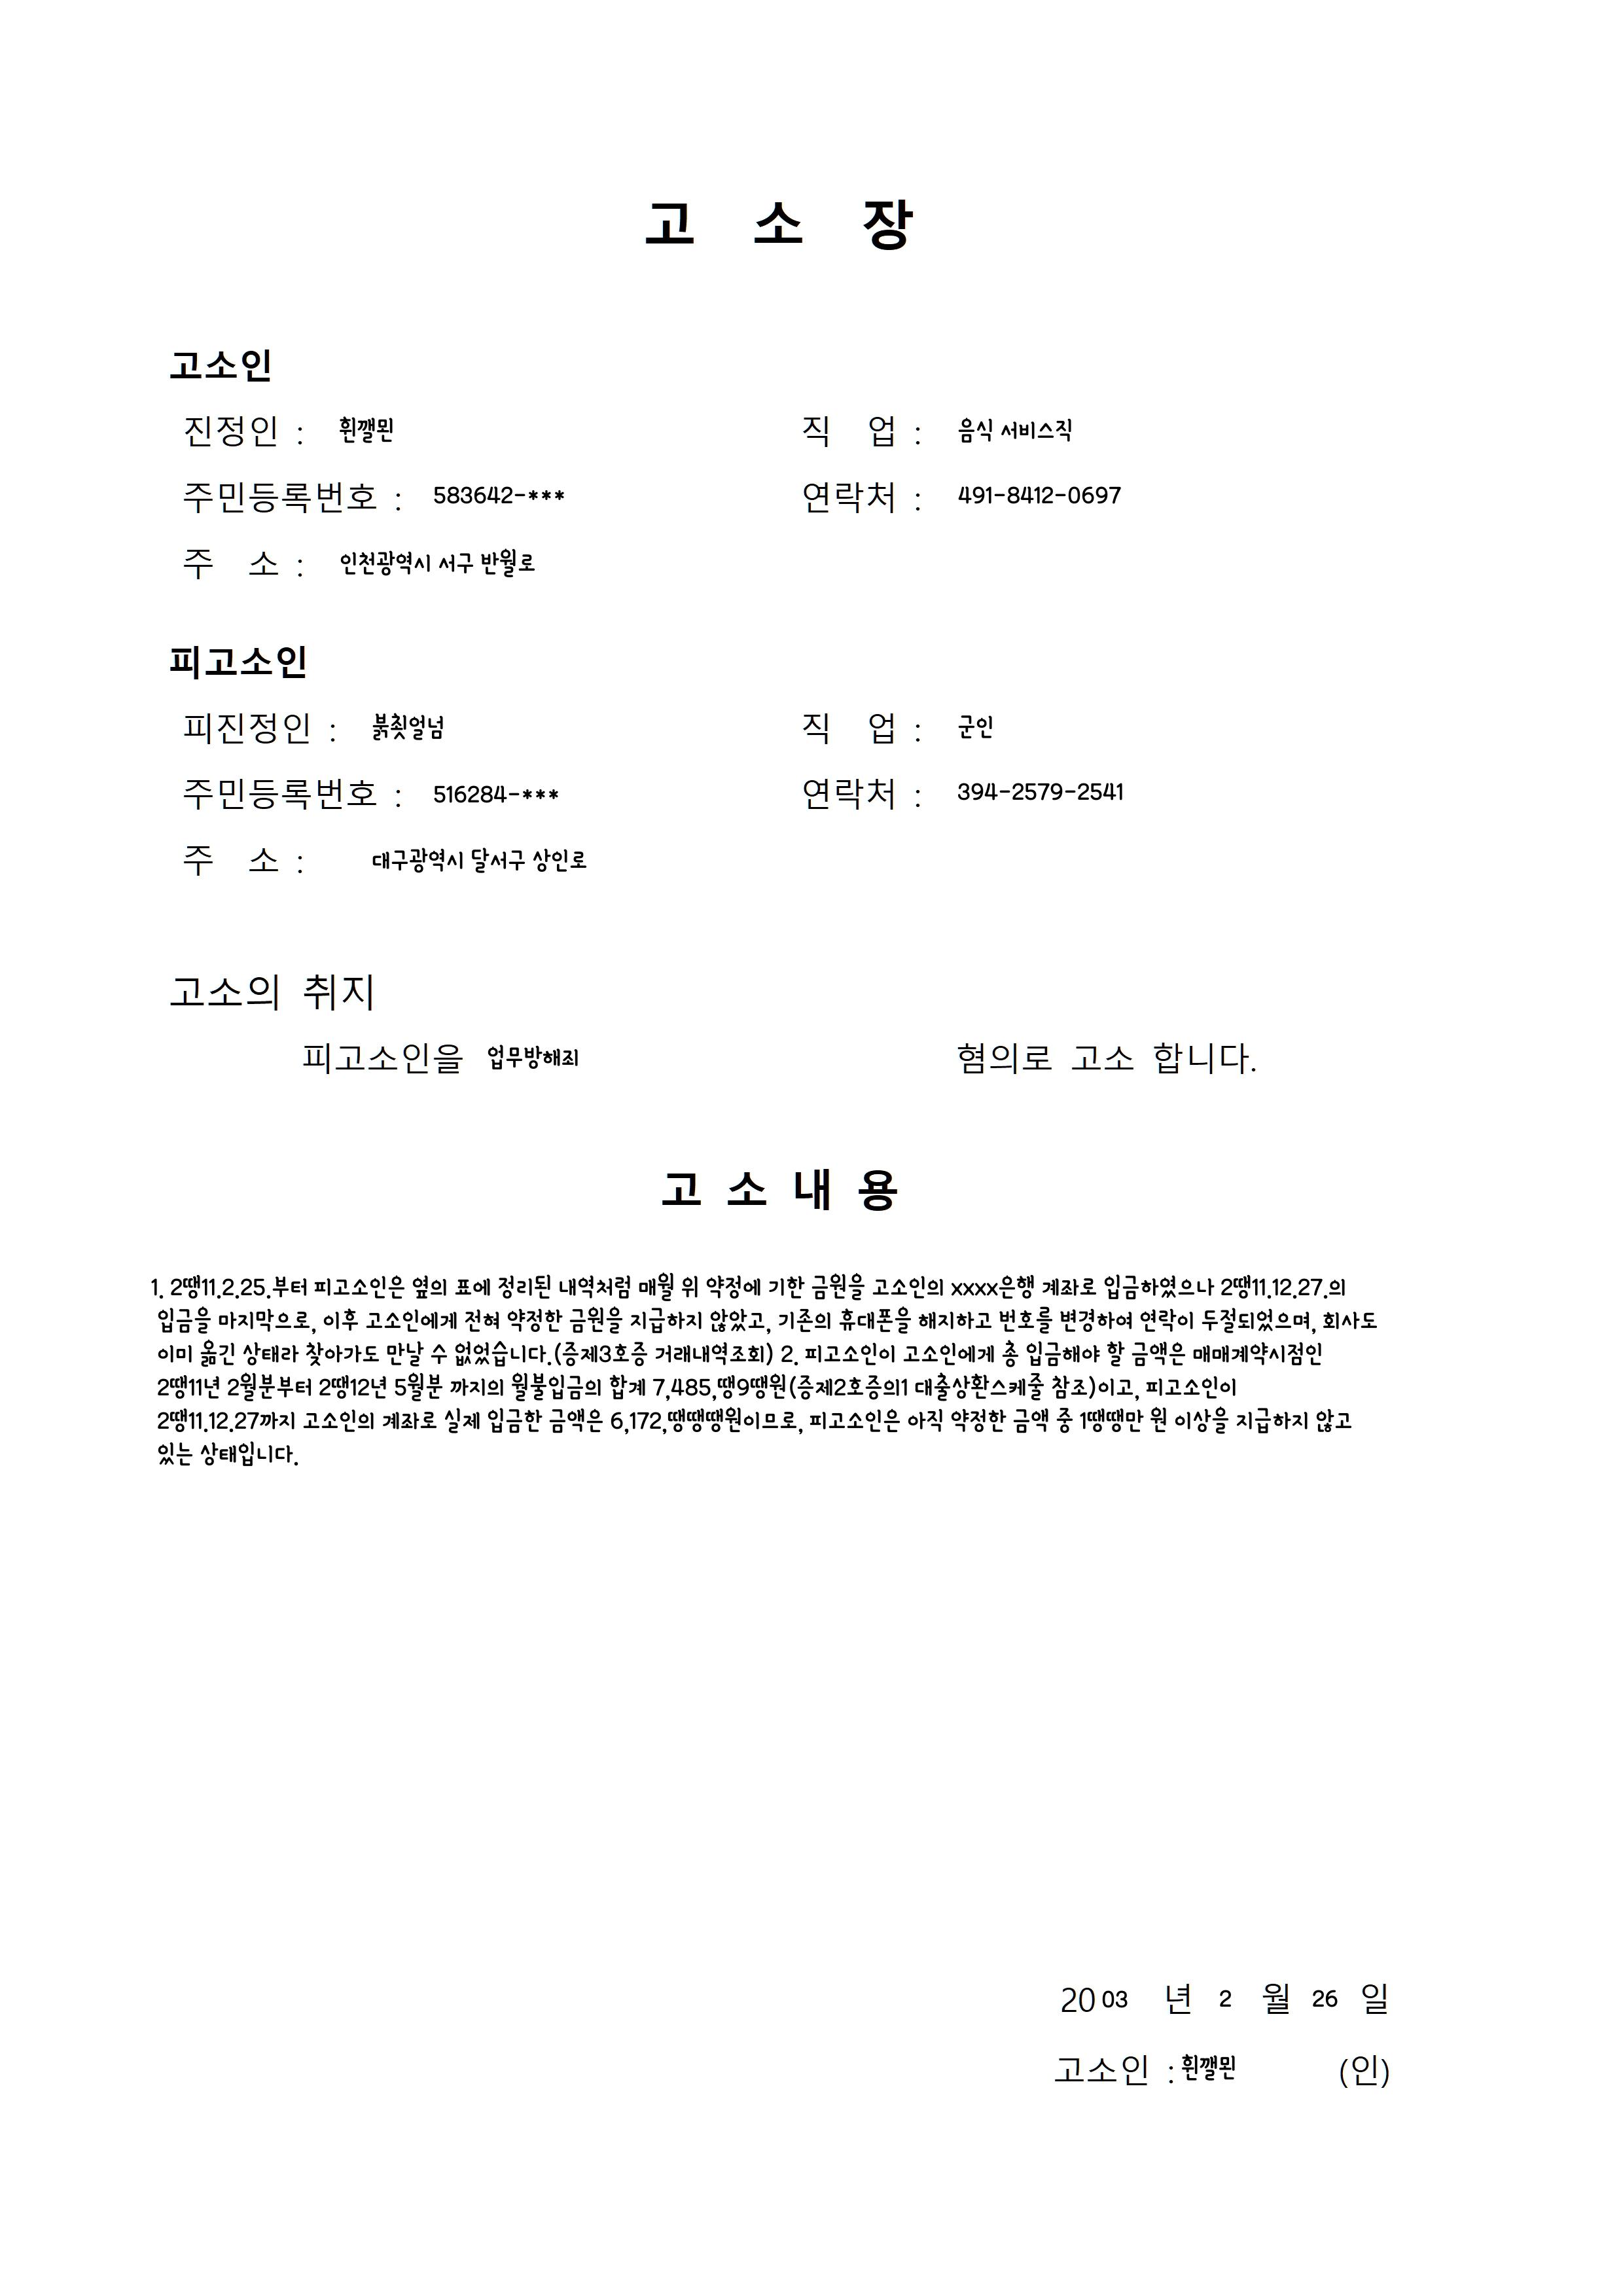 고 소 장
고소인
진정인 : 휜깰묀 직 업 : 음식 서비스직
주민등록번호 : 583642-*** 연락처 : 491-8412-0697
주 소 : 인천광역시 서구 반월로
피고소인
피진정인 : 붉쵯얼넘 직 업 : 군인
주민등록번호 : 516284-*** 연락처 : 394-2579-2541
주 소 : 대구광역시 달서구 상인로
고소의 취지
피고소인을 업무방해죄 혐의로 고소 합니다.
고 소 내 용
1. 2땡11.2.25.부터 피고소인은 옆의 표에 정리된 내역처럼 매월 위 약정에 기한 금원을 고소인의 xxxx은행 계좌로 입금하였으나 2땡11.12.27.의
입금을 마지막으로, 이후 고소인에게 전혀 약정한 금원을 지급하지 않았고, 기존의 휴대폰을 해지하고 번호를 변경하여 연락이 두절되었으며, 회사도
이미 옮긴 상태라 찾아가도 만날 수 없었습니다.(증제3호증 거래내역조회) 2. 피고소인이 고소인에게 총 입금해야 할 금액은 매매계약시점인
2땡11년 2월분부터 2땡12년 5월분 까지의 월불입금의 합계 7,485,땡9땡원(증제2호증의1 대출상환스케줄 참조)이고, 피고소인이
2땡11.12.27까지 고소인의 계좌로 실제 입금한 금액은 6,172,땡땡땡원이므로, 피고소인은 아직 약정한 금액 중 1땡땡만 원 이상을 지급하지 않고
있는 상태입니다.
20 03 년 2 월 26 일
고소인 : 휜깰묀 (인)